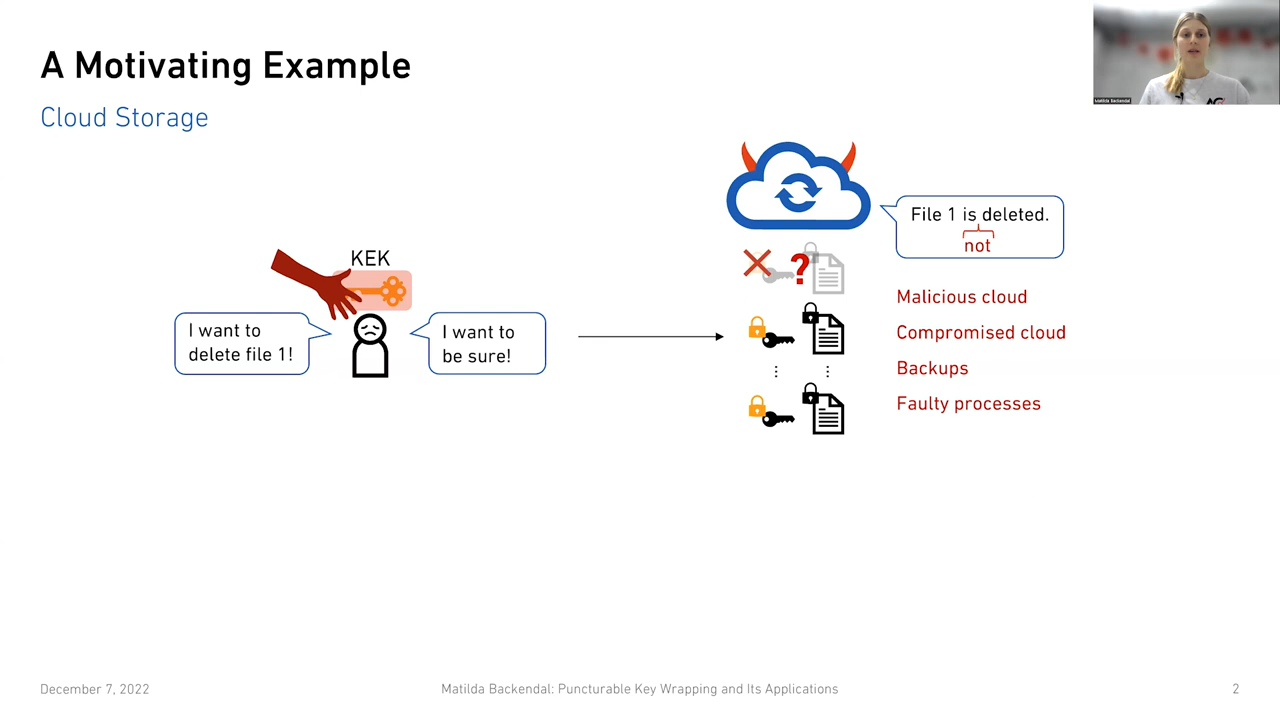 A Motivating Example
Cloud Storage
Matilda Backendal
File 1 is deleted.
not
KEK
?
I want to
delete file 1!
I want to
be sure!
Malicious cloud
Compromised cloud
Backups
Faulty processes
December 7, 2022
Matilda Backendal: Puncturable Key Wrapping and Its Applications
2